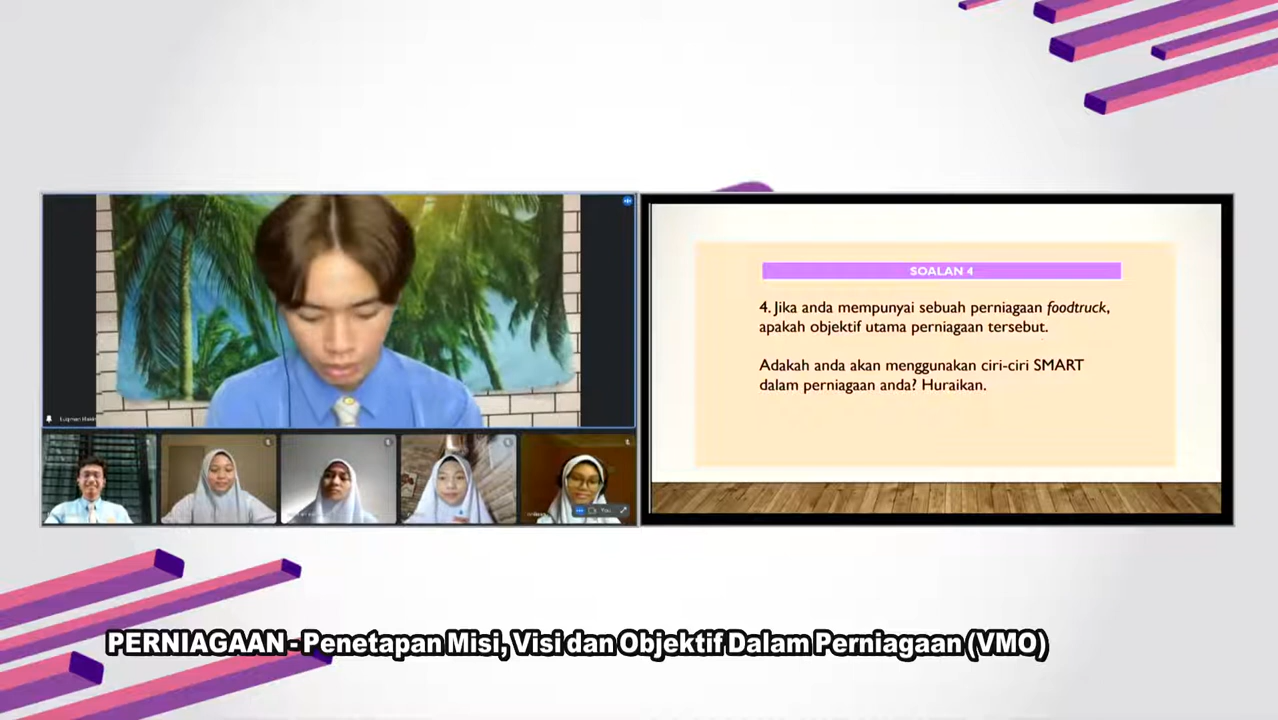 SOALAN 4
4. Jika anda mempunyai sebuah perniagaan foodtruck,
apakah objektif utama perniagaan tersebut.
Adakah anda akan menggunakan ciri-ciri SMART
dalam perniagaan anda? Huraikan.
You
PERNIAGAAN - Penetapan Misi, Visi dan Objektif Dalam Perniagaan (VMO)